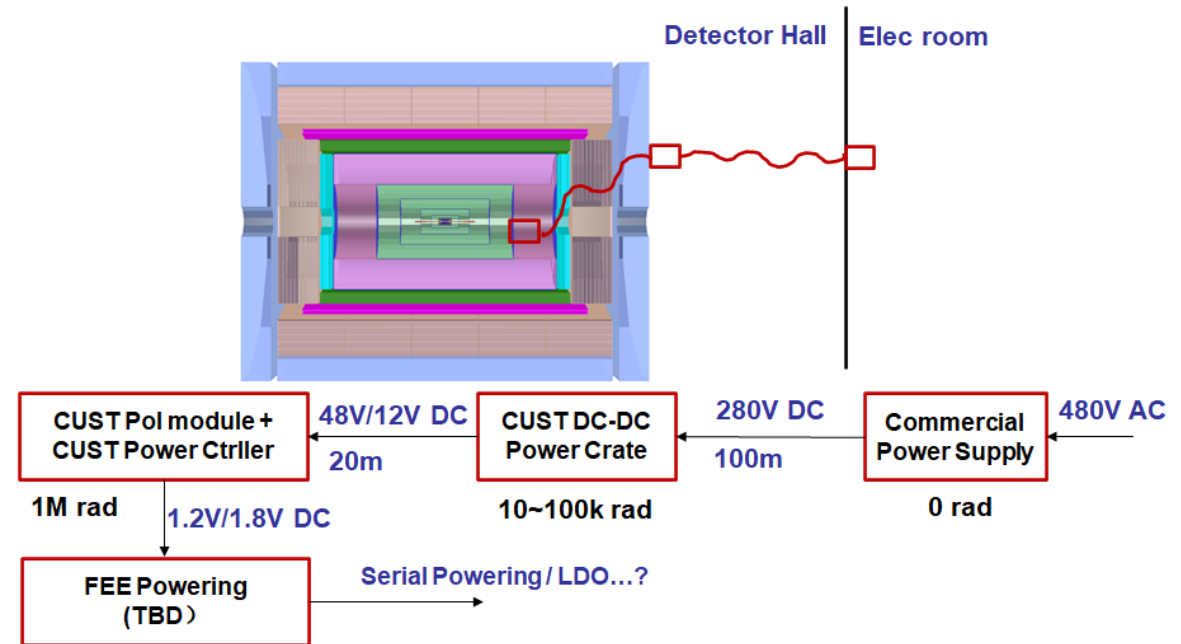 Detector Hall
Elec room
CUST Pol module +
CUST Power Ctrller
48V/12V DC
20m
CUST DC-DC
Power Crate
280V DC
100m
Commercial
Power Supply
480V AC
1M rad
10~100k rad
0 rad
1.2V/1.8V DC
FEE Powering
(TBD）
Serial Powering / LDO...?